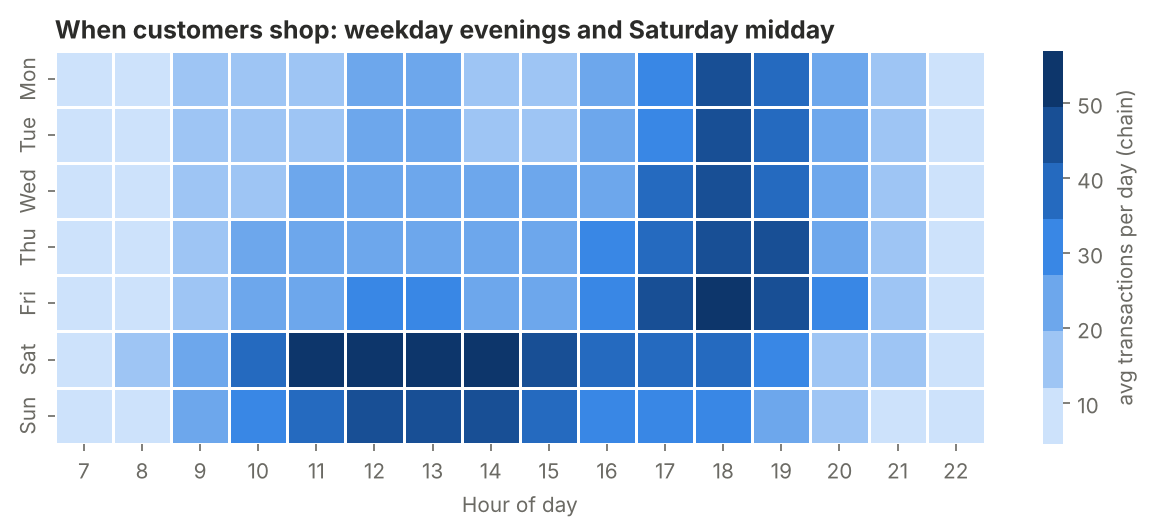 When customers shop: weekday evenings and Saturday midday
Mon
Tue
Wed
Thu
Fri
Sat
Sun
7 8 9 10 11 12 13 14 15 16 17 18 19 20 21 22
Hour of day
50
40
30
20
10
avg transactions per day (chain)